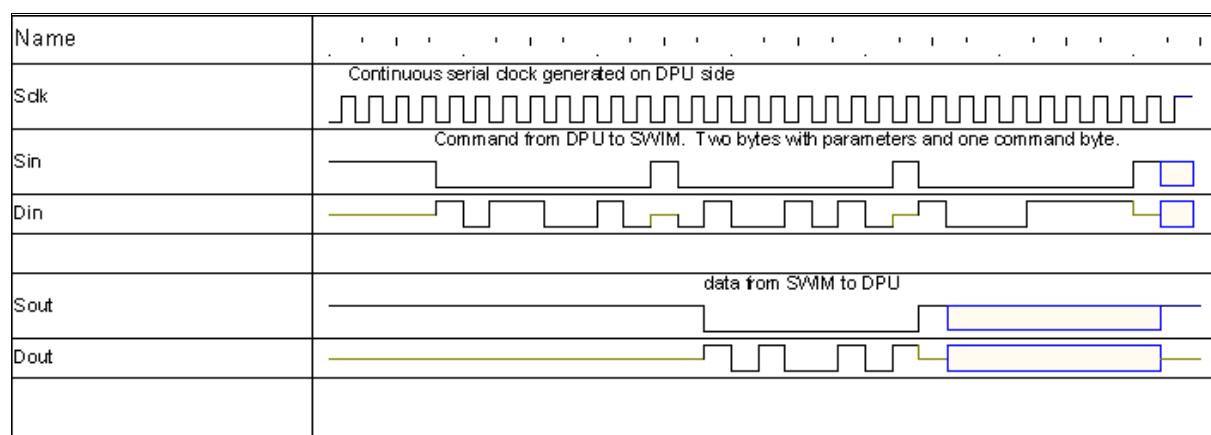 Name
Continuous serial clock generated on DPU side
Sclk
Command from DPU to SWIM. Two bytes with parameters and one command byte.
Sin
Din
data from SWIM to DPU
Sout
Dout